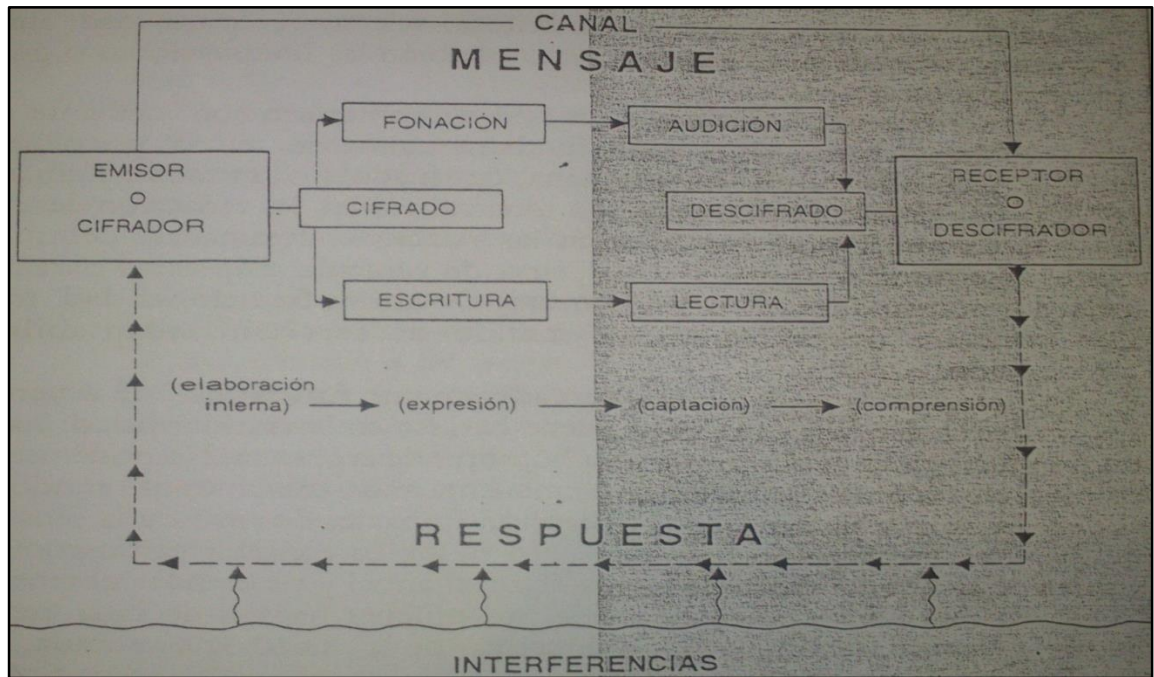 CANAL
MENSAJE
FONACIÓN
AUDICIÓN
EMISOR
O
CIFRADOR
CIFRADO
DESCIFRADO
RECEPTOR
O
DESCIFRADOR
ESCRITURA
LECTURA
(elaboración
interna)
(expresión)
(captación)
(comprensión)
RESPUESTA
INTERFERENCIAS